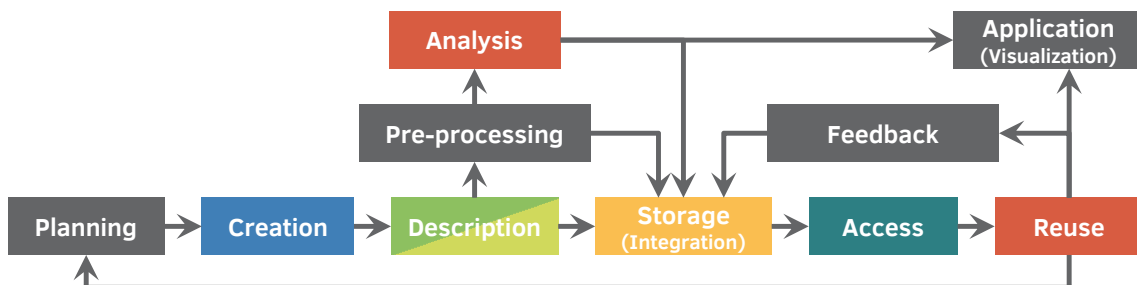 Analysis
Application
(Visualization)
Pre-processing
Feedback
Planning
Creation
Description
Storage
(Integration)
Access
Reuse